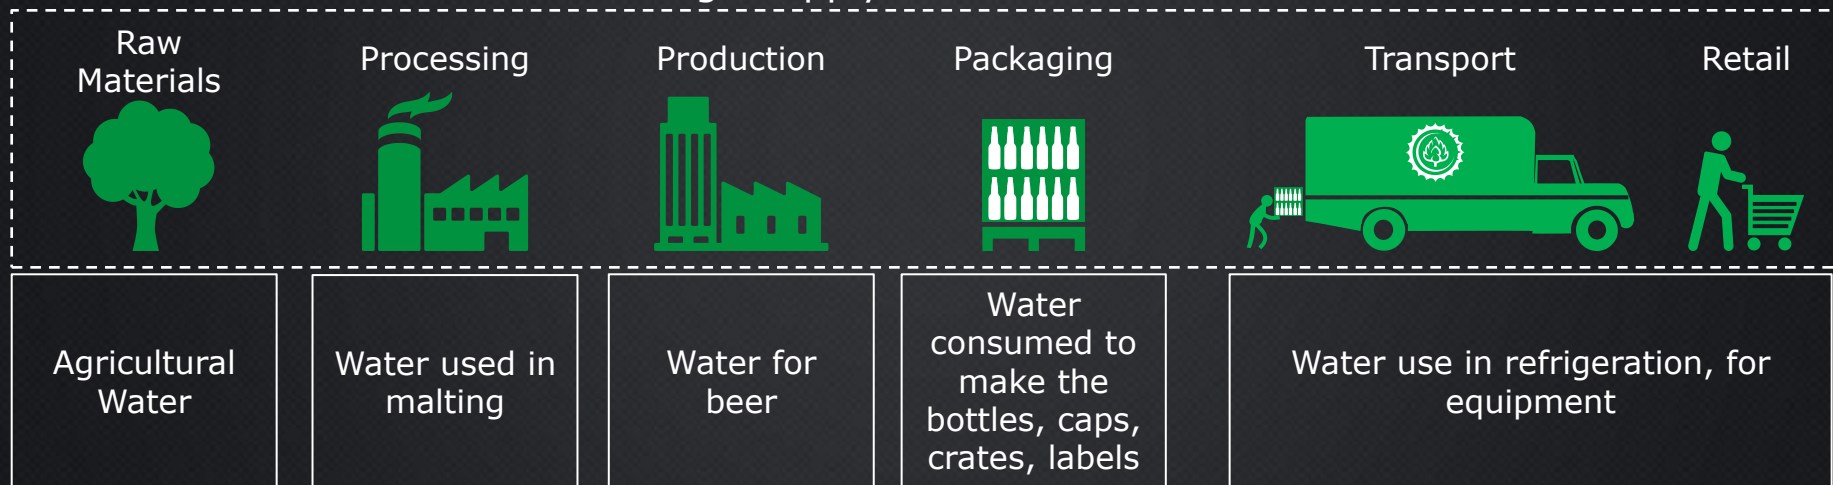 Raw
Materials
Processing
Production
Packaging
Transport
Retail
Agricultural
Water
Water used in
malting
Water for
beer
Water
consumed to
make the
bottles, caps,
crates, labels
Water use in refrigeration, for
equipment